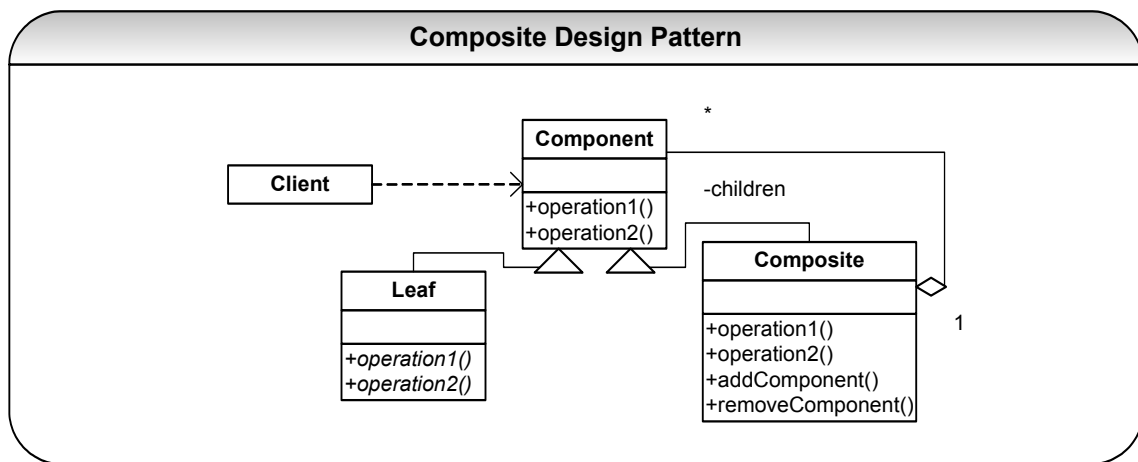 Composite Design Pattern
*
Component
Client
-children
+operation1()
+operation2()
Composite
Leaf
1
+operation1()
+operation2()
+operation1()
+operation2()
+addComponent()
+removeComponent()